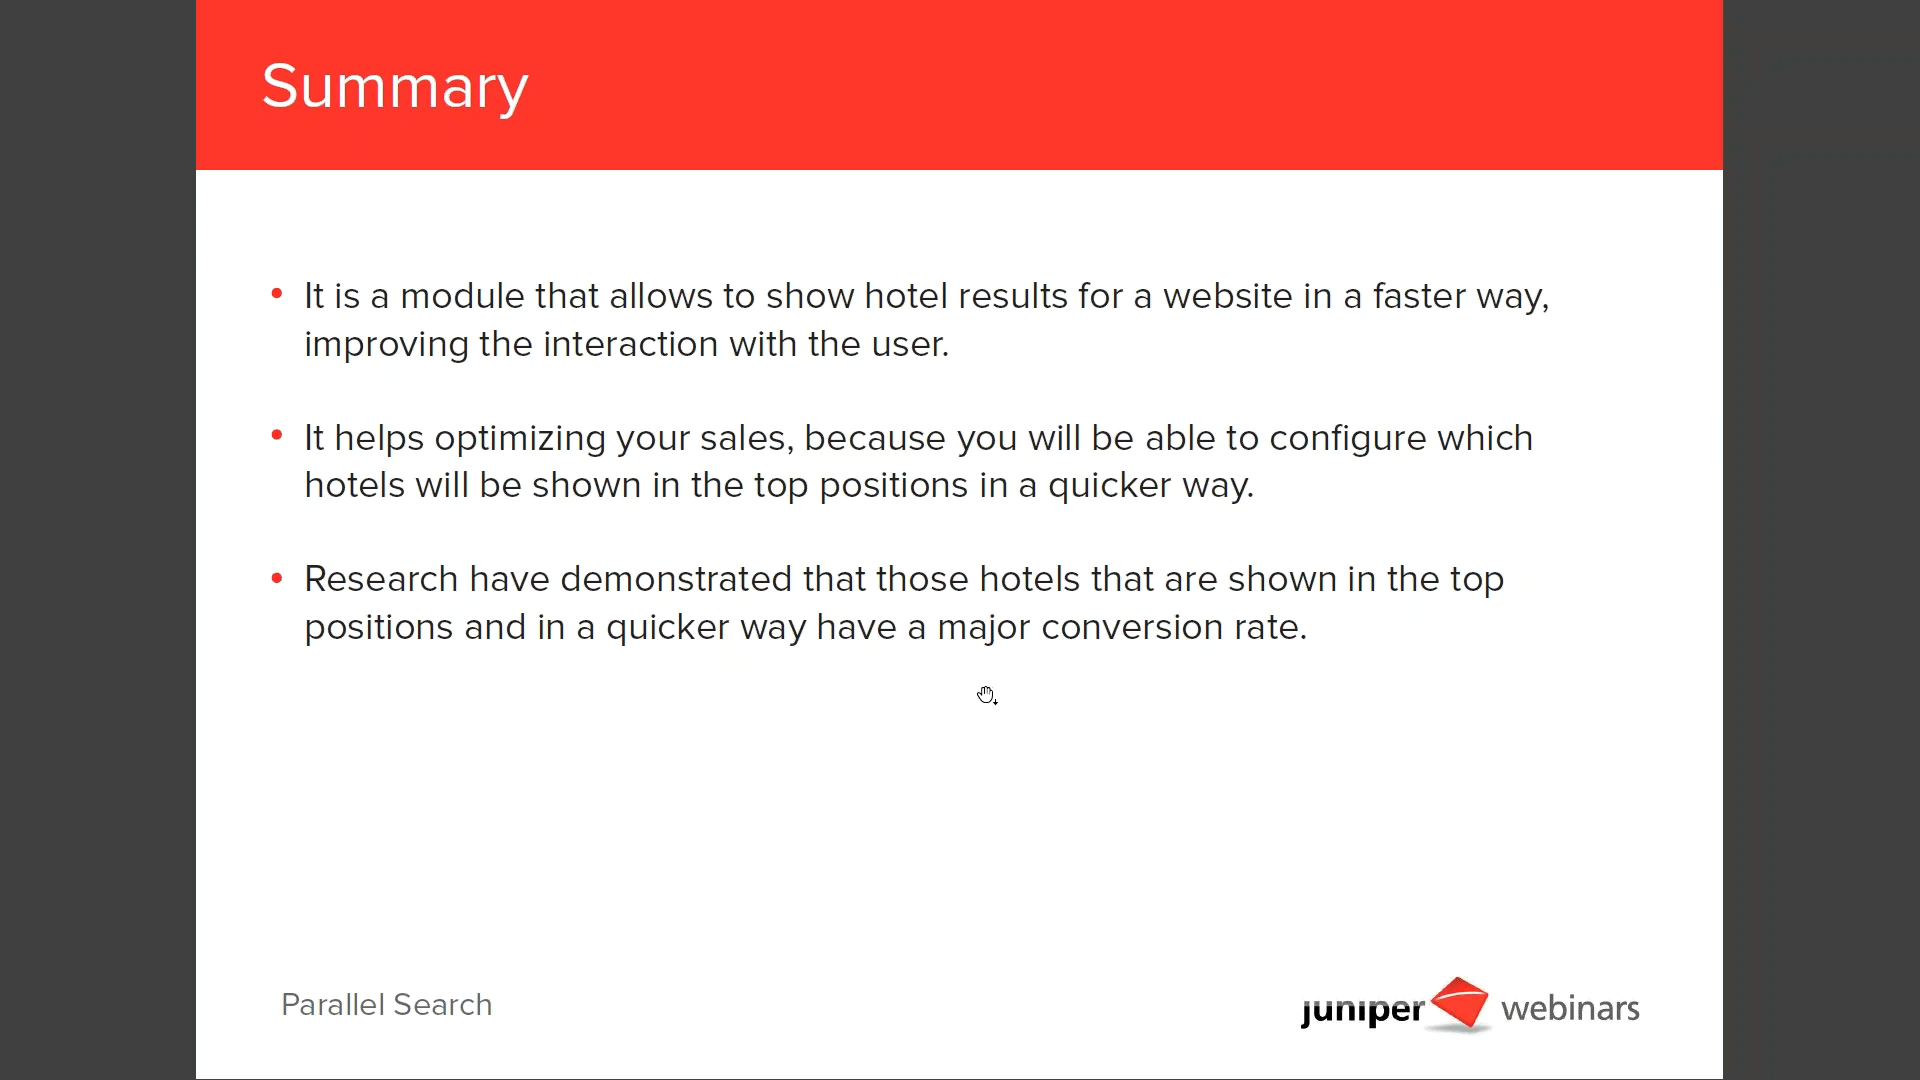 Summary
• It is a module that allows to show hotel results for a website in a faster way,
improving the interaction with the user.
• It helps optimizing your sales, because you will be able to configure which
hotels will be shown in the top positions in a quicker way.
• Research have demonstrated that those hotels that are shown in the top
positions and in a quicker way have a major conversion rate.
Parallel Search
juniper webinars